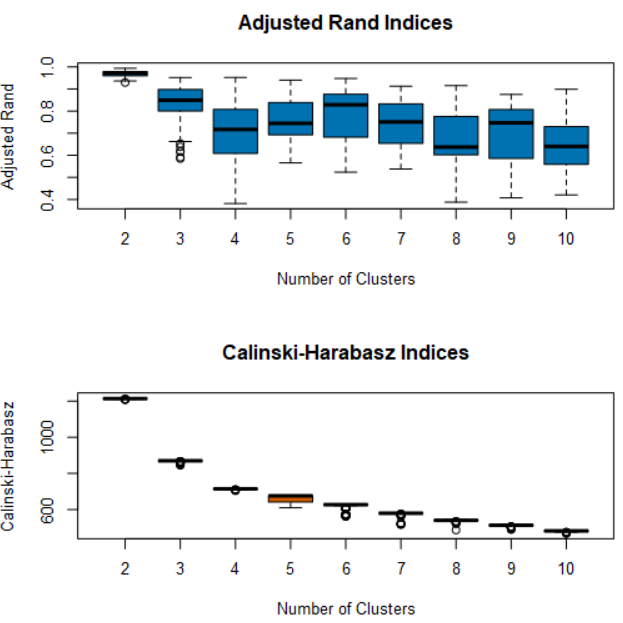 Adjusted Rand Indices
Adjusted Rand
0.4 0.6 0.8 1.0
2 3 4 5 6 7 8 9 10
Number of Clusters
Calinski-Harabasz Indices
Calinski-Harabasz
600 1000
2 3 4 5 6 7 8 9 10
Number of Clusters